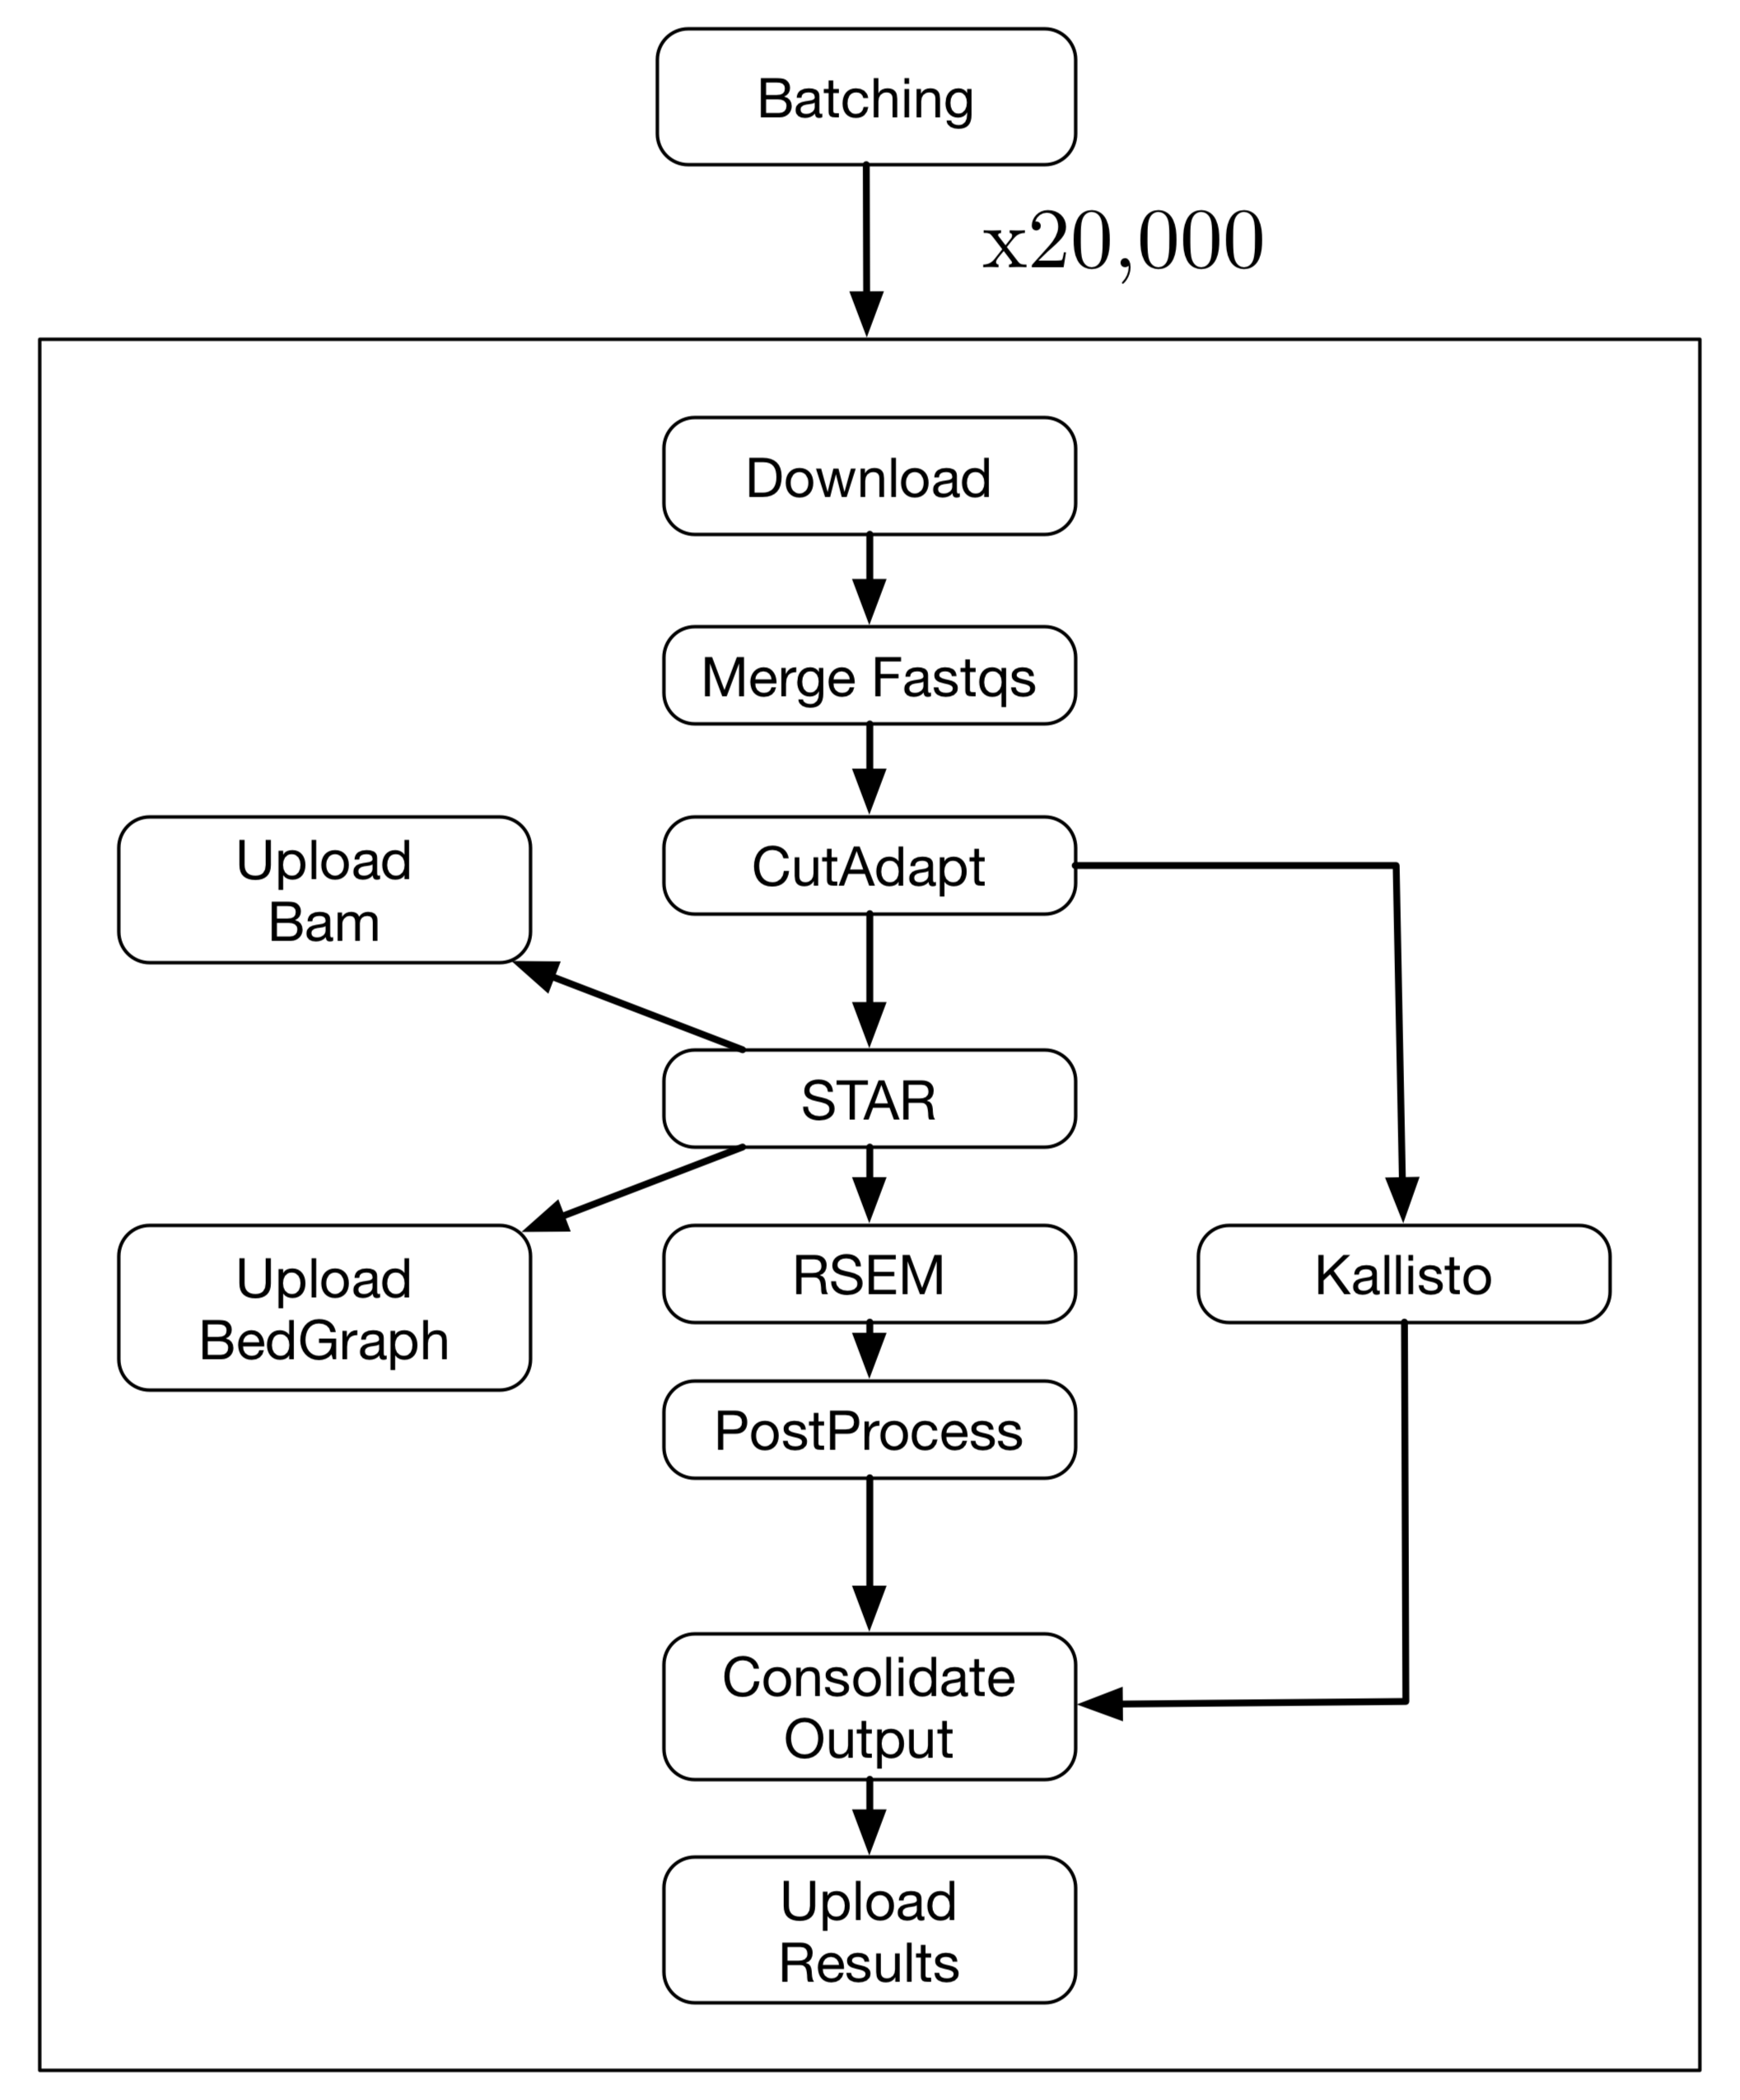 Batching
x20,000
Download
Merge Fastqs
CutAdapt
Upload
Bam
STAR
Upload
BedGraph
RSEM
Kallisto
PostProcess
Consolidate
Output
Upload
Results